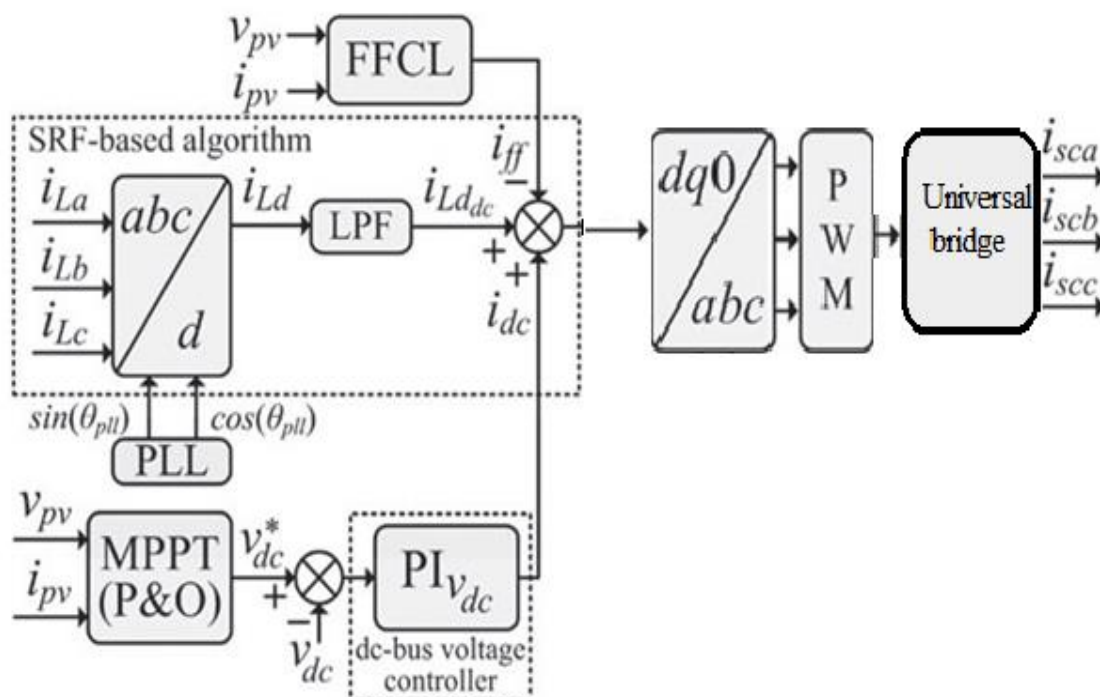 v_pv
i_pv
FFCL
SRF-based algorithm
i_ff
−
i_La
i_Lb
i_Lc
abc
d
i_Ld
LPF
i_Ld_dc
+
+
i_dc
dq0
abc
P
W
M
Universal
bridge
i_sca
i_scb
i_scc
sin(θ_pll)
cos(θ_pll)
PLL
v_pv
i_pv
MPPT
(P&O)
v*_dc
+
−
v_dc
PI_v_dc
dc-bus voltage
controller